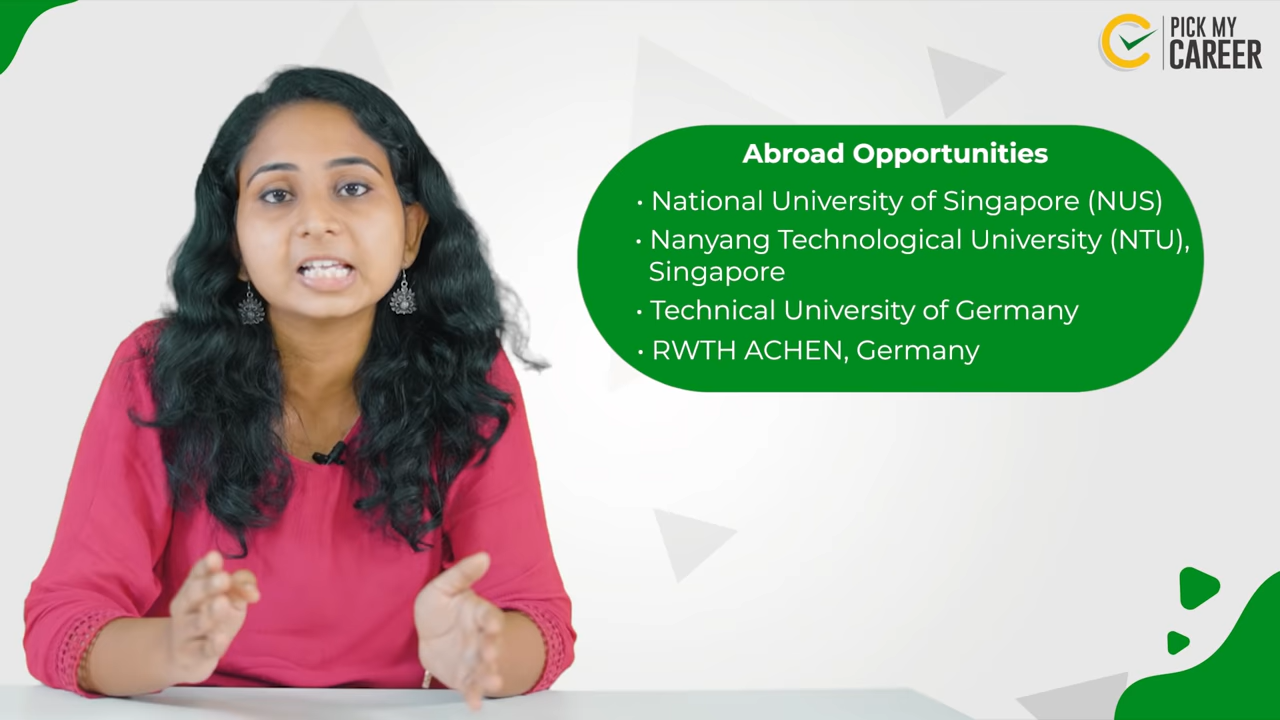 PICK MY
CAREER
Abroad Opportunities
• National University of Singapore (NUS)
• Nanyang Technological University (NTU),
Singapore
• Technical University of Germany
• RWTH ACHEN, Germany